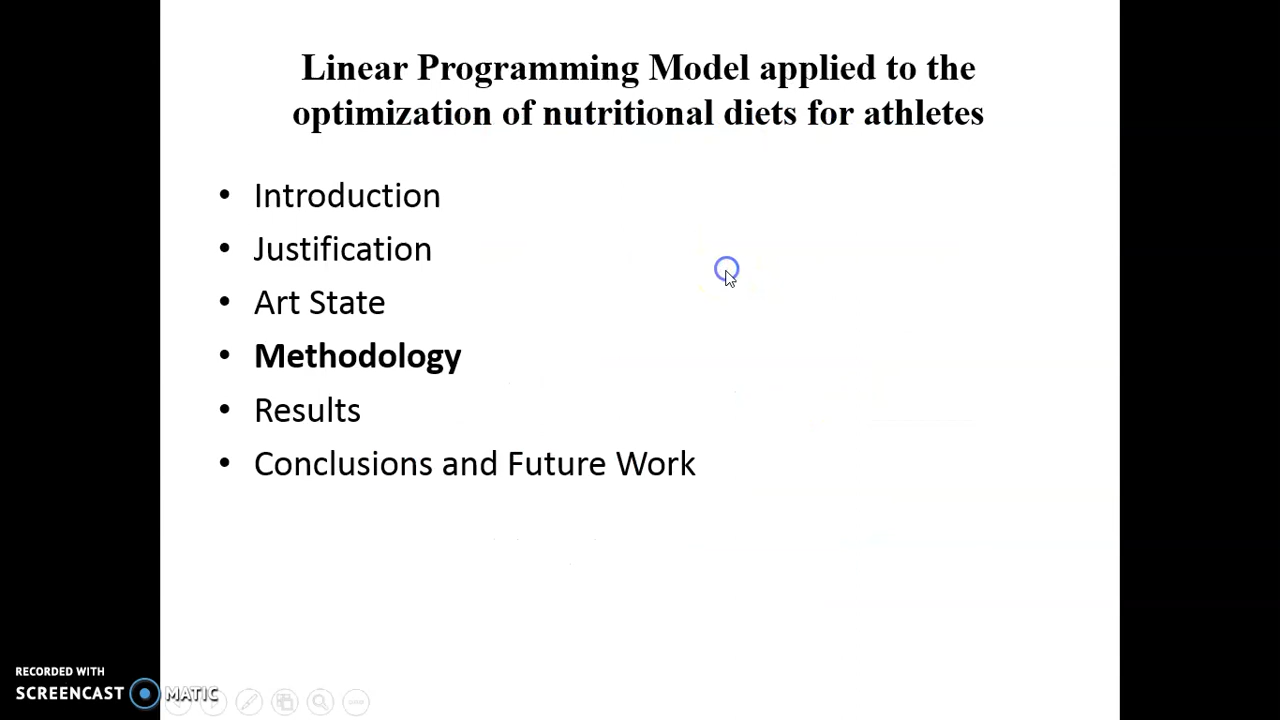 Linear Programming Model applied to the
optimization of nutritional diets for athletes
• Introduction
• Justification
• Art State
• Methodology
• Results
• Conclusions and Future Work
RECORDED WITH
SCREENCAST MATIC